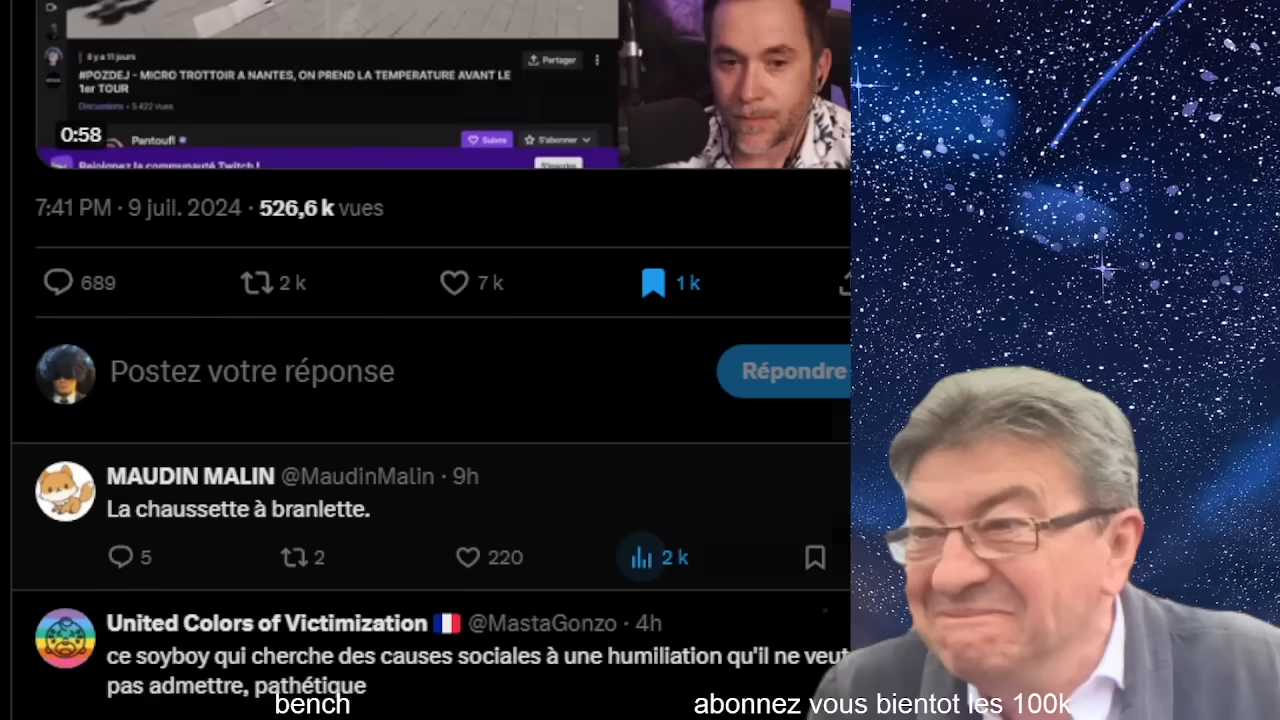 il y a 11 jours
Partager
#POZDEJ - MICRO TROTTOIR A NANTES, ON PREND LA TEMPERATURE AVANT LE
1er TOUR
Discussions • 5 422 vues
0:58
Pantoufl
Suivre
S'abonner
Rejoignez la communauté Twitch !
S'inscrire
7:41 PM · 9 juil. 2024 · 526,6 k vues
689
2 k
7 k
1 k
Postez votre réponse
Répondre
MAUDIN MALIN @MaudinMalin · 9h
La chaussette à branlette.
5
2
220
2 k
United Colors of Victimization @MastaGonzo · 4h
ce soyboy qui cherche des causes sociales à une humiliation qu'il ne veut
pas admettre, pathétique
bench
abonnez vous bientot les 100k